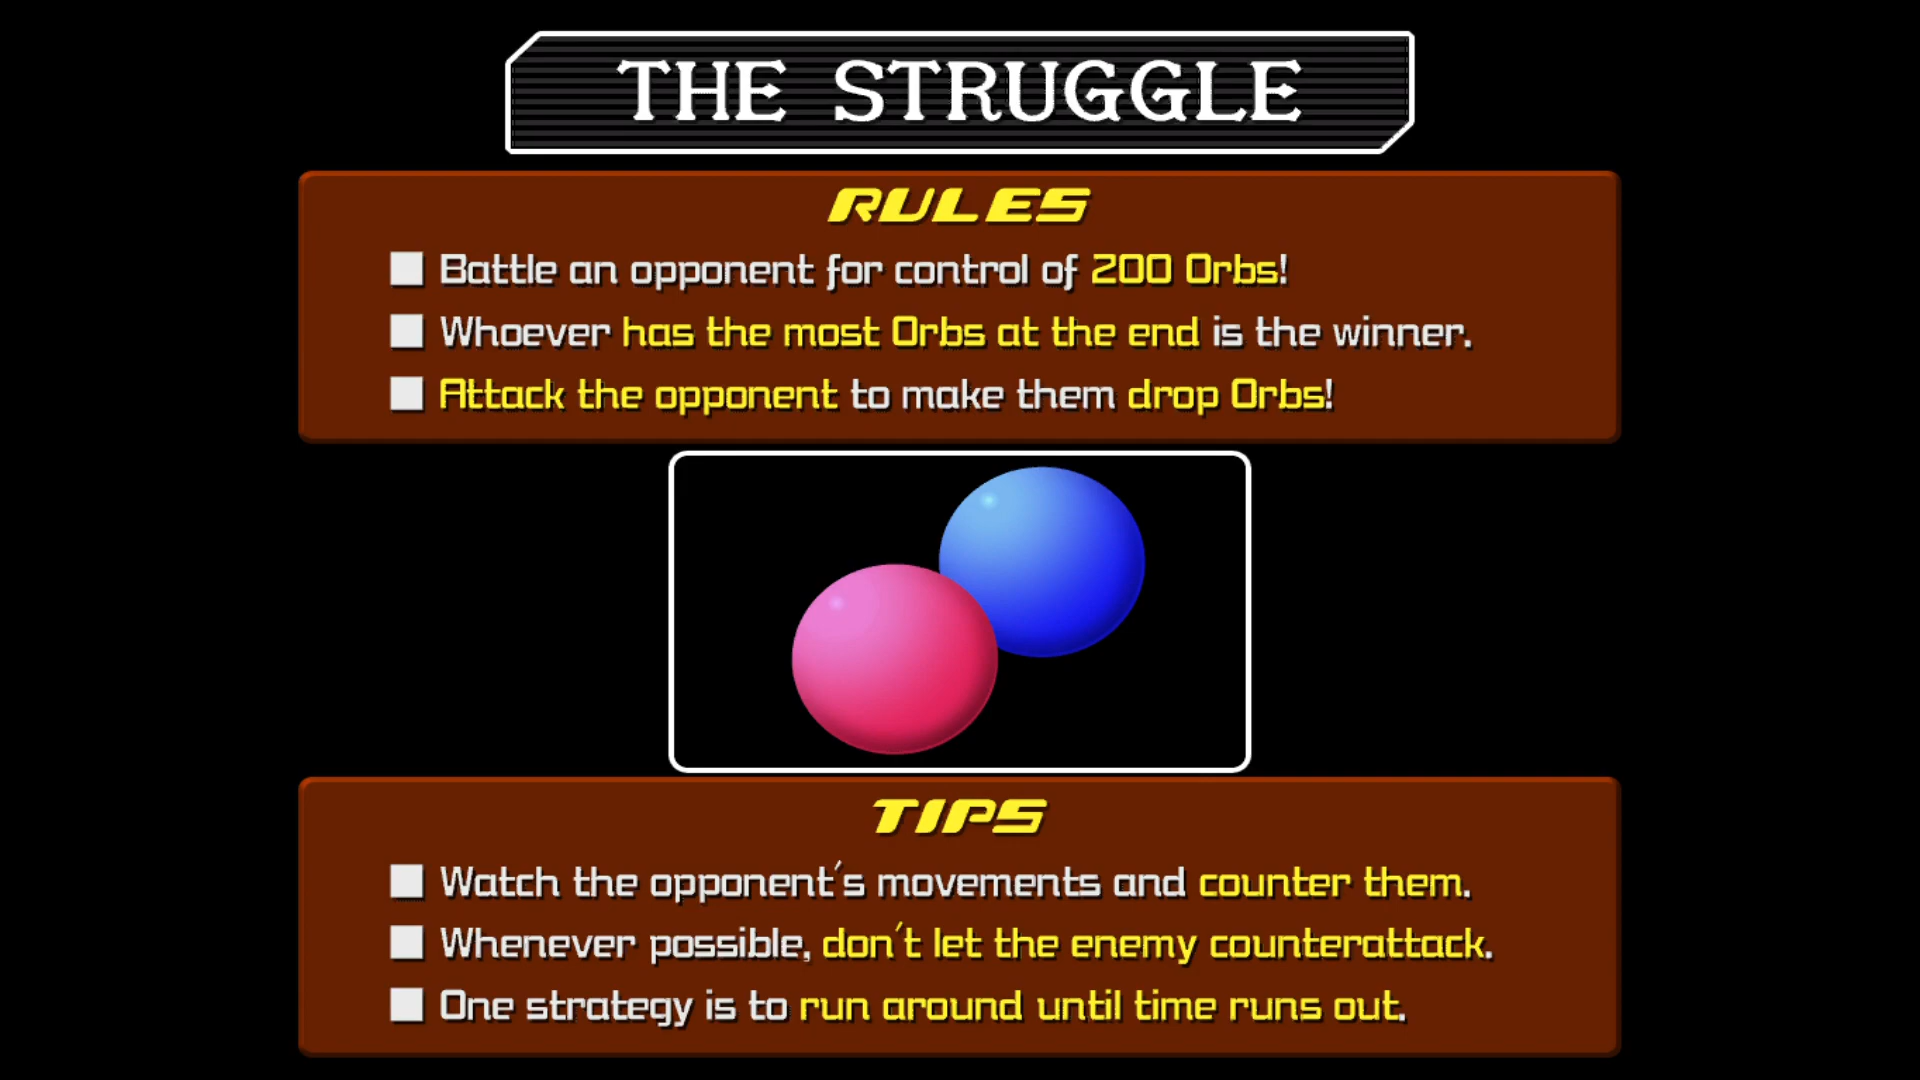 THE STRUGGLE
RULES
Battle an opponent for control of 200 Orbs!
Whoever has the most Orbs at the end is the winner.
Attack the opponent to make them drop Orbs!
TIPS
Watch the opponent's movements and counter them.
Whenever possible, don't let the enemy counterattack.
One strategy is to run around until time runs out.